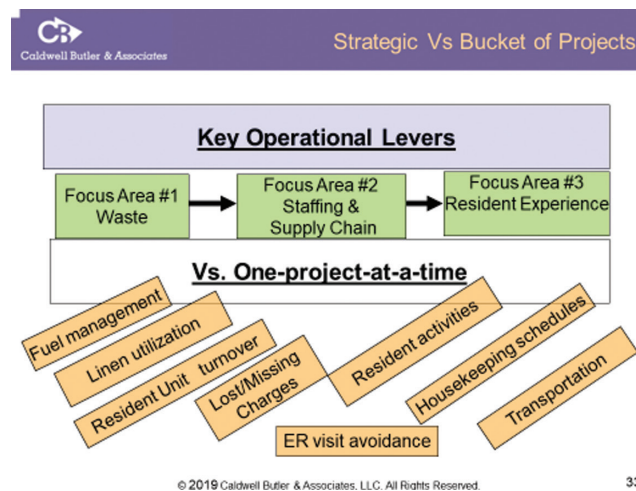 CB
Caldwell Butler & Associates
Strategic Vs Bucket of Projects
Key Operational Levers
Focus Area #1
Waste
Focus Area #2
Staffing &
Supply Chain
Focus Area #3
Resident Experience
Vs. One-project-at-a-time
Fuel management
Linen utilization
Resident Unit turnover
Lost/Missing
Charges
Resident activities
Housekeeping schedules
Transportation
ER visit avoidance
© 2019 Caldwell Butler & Associates, LLC. All Rights Reserved.
33